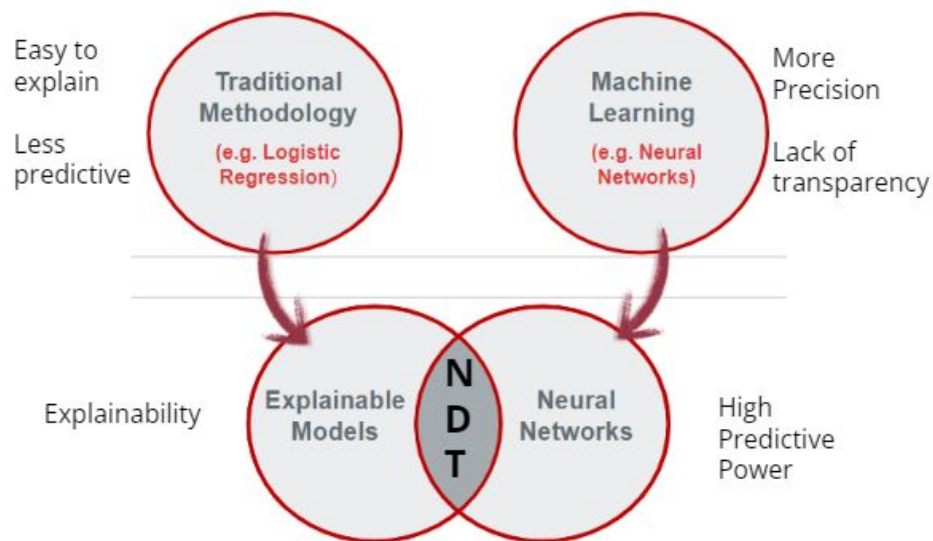 Easy to
explain
Less
predictive
Traditional
Methodology
(e.g. Logistic
Regression)
Machine
Learning
(e.g. Neural
Networks)
More
Precision
Lack of
transparency
Explainability
Explainable
Models
N
D
T
Neural
Networks
High
Predictive
Power